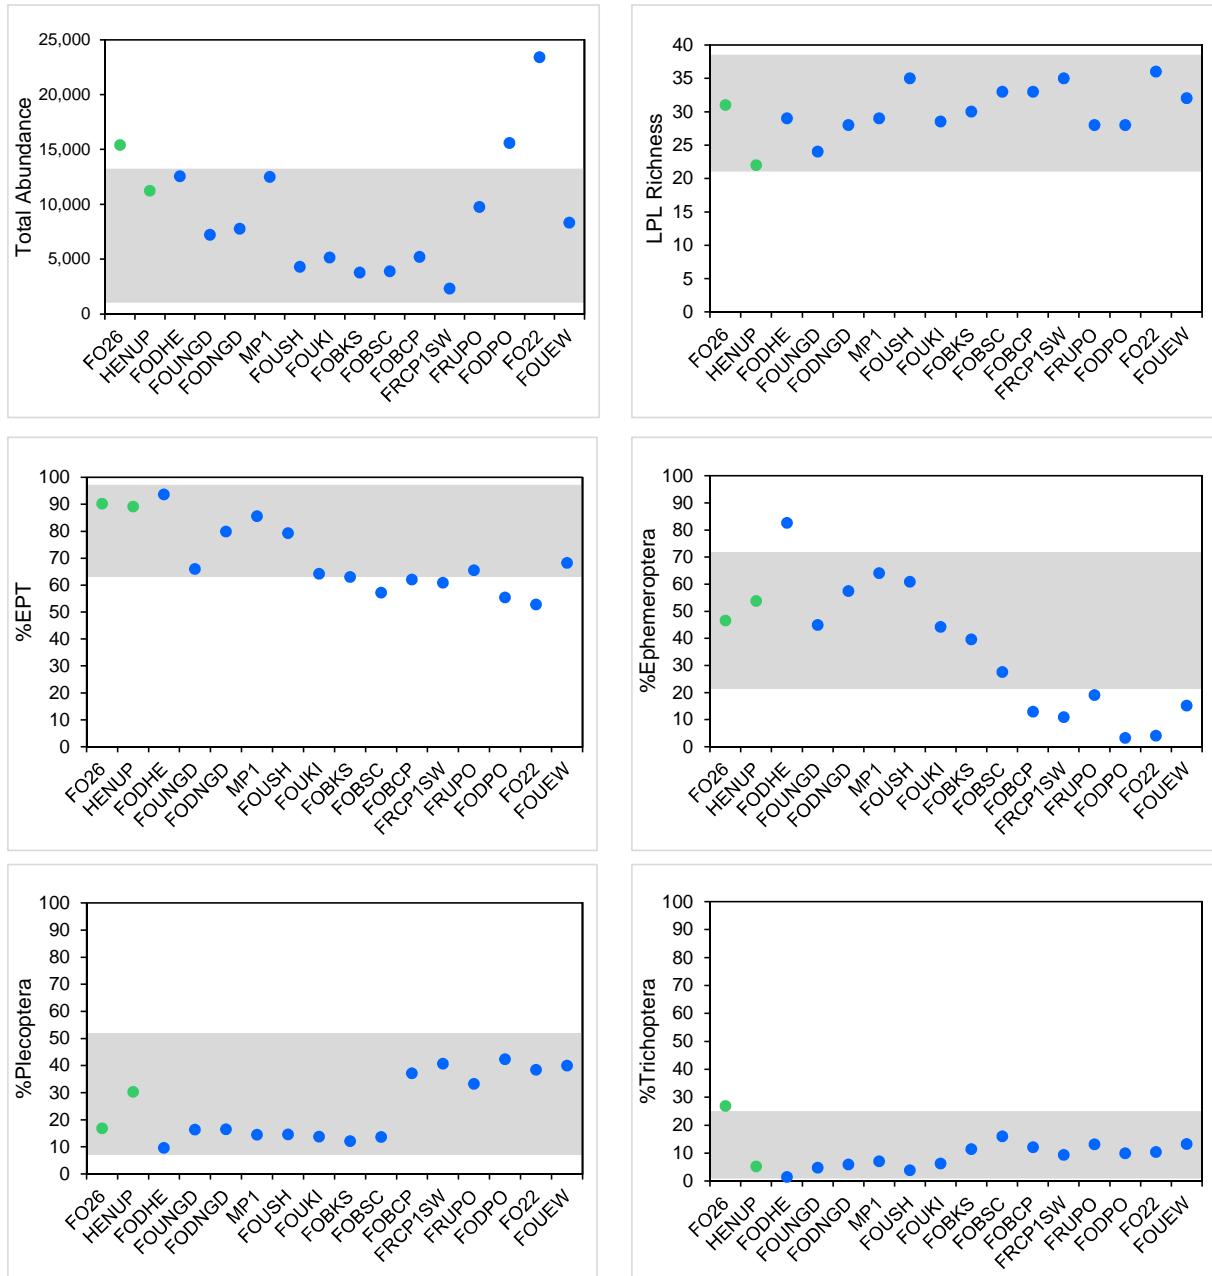 Total Abundance
25,000
20,000
15,000
10,000
5,000
0
FO26
HENUP
FODHE
FOUNGD
FODNGD
MP1
FOUSH
FOUKI
FOBKS
FOBSC
FOBCP
FRCP1SW
FRUPO
FODPO
FO22
FOUEW
LPL Richness
40
35
30
25
20
15
10
5
0
FO26
HENUP
FODHE
FOUNGD
FODNGD
MP1
FOUSH
FOUKI
FOBKS
FOBSC
FOBCP
FRCP1SW
FRUPO
FODPO
FO22
FOUEW
%EPT
100
90
80
70
60
50
40
30
20
10
0
FO26
HENUP
FODHE
FOUNGD
FODNGD
MP1
FOUSH
FOUKI
FOBKS
FOBSC
FOBCP
FRCP1SW
FRUPO
FODPO
FO22
FOUEW
%Ephemeroptera
100
90
80
70
60
50
40
30
20
10
0
FO26
HENUP
FODHE
FOUNGD
FODNGD
MP1
FOUSH
FOUKI
FOBKS
FOBSC
FOBCP
FRCP1SW
FRUPO
FODPO
FO22
FOUEW
%Plecoptera
100
90
80
70
60
50
40
30
20
10
0
FO26
HENUP
FODHE
FOUNGD
FODNGD
MP1
FOUSH
FOUKI
FOBKS
FOBSC
FOBCP
FRCP1SW
FRUPO
FODPO
FO22
FOUEW
%Trichoptera
100
90
80
70
60
50
40
30
20
10
0
FO26
HENUP
FODHE
FOUNGD
FODNGD
MP1
FOUSH
FOUKI
FOBKS
FOBSC
FOBCP
FRCP1SW
FRUPO
FODPO
FO22
FOUEW